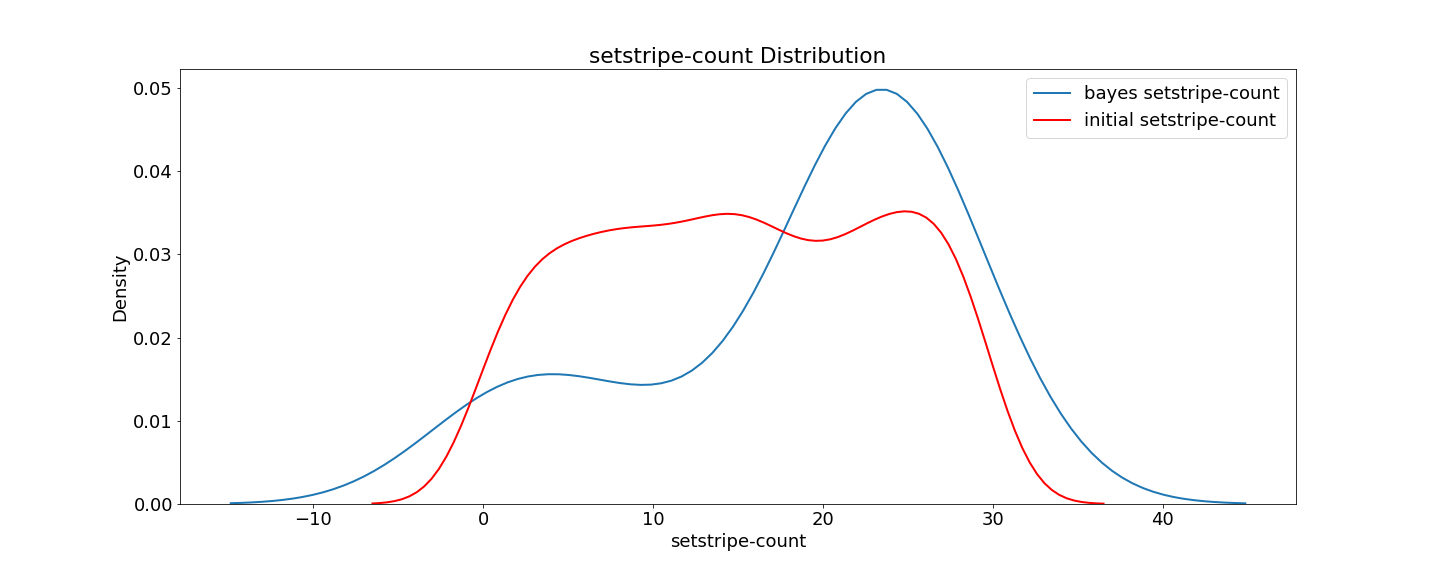 setstripe-count Distribution
bayes setstripe-count
initial setstripe-count
Density
0.05
0.04
0.03
0.02
0.01
0.00
−10
0
10
20
30
40
setstripe-count